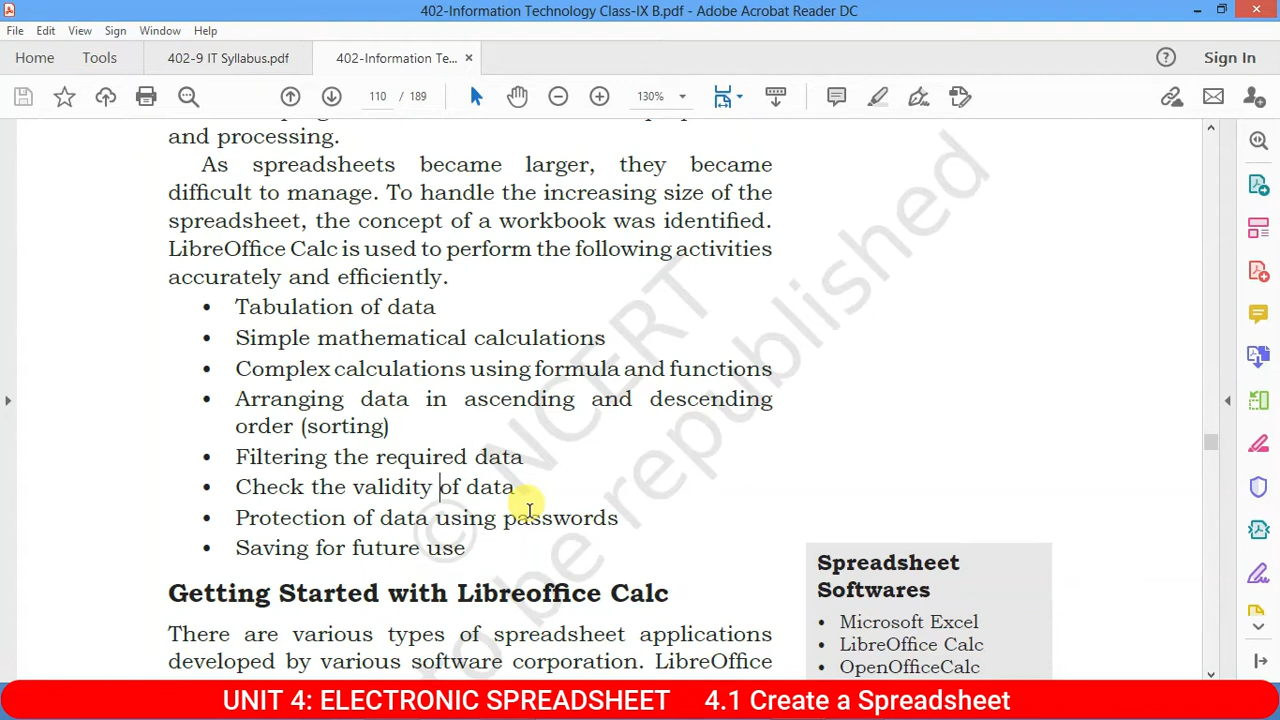 402-Information Technology Class-IX B.pdf - Adobe Acrobat Reader DC
File Edit View Sign Window Help
Home Tools 402-9 IT Syllabus.pdf 402-Information Te... × Sign In
110 / 189 130%
and processing.
As spreadsheets became larger, they became
difficult to manage. To handle the increasing size of the
spreadsheet, the concept of a workbook was identified.
LibreOffice Calc is used to perform the following activities
accurately and efficiently.
• Tabulation of data
• Simple mathematical calculations
• Complex calculations using formula and functions
• Arranging data in ascending and descending
order (sorting)
• Filtering the required data
• Check the validity of data
• Protection of data using passwords
• Saving for future use
Getting Started with Libreoffice Calc
There are various types of spreadsheet applications
developed by various software corporation. LibreOffice
Spreadsheet
Softwares
• Microsoft Excel
• LibreOffice Calc
• OpenOfficeCalc
© NCERT
to be republished
UNIT 4: ELECTRONIC SPREADSHEET 4.1 Create a Spreadsheet